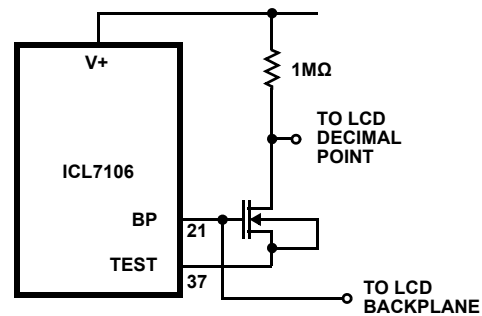 V+
1MΩ
TO LCD
DECIMAL
POINT
ICL7106
BP
21
TEST
37
TO LCD
BACKPLANE